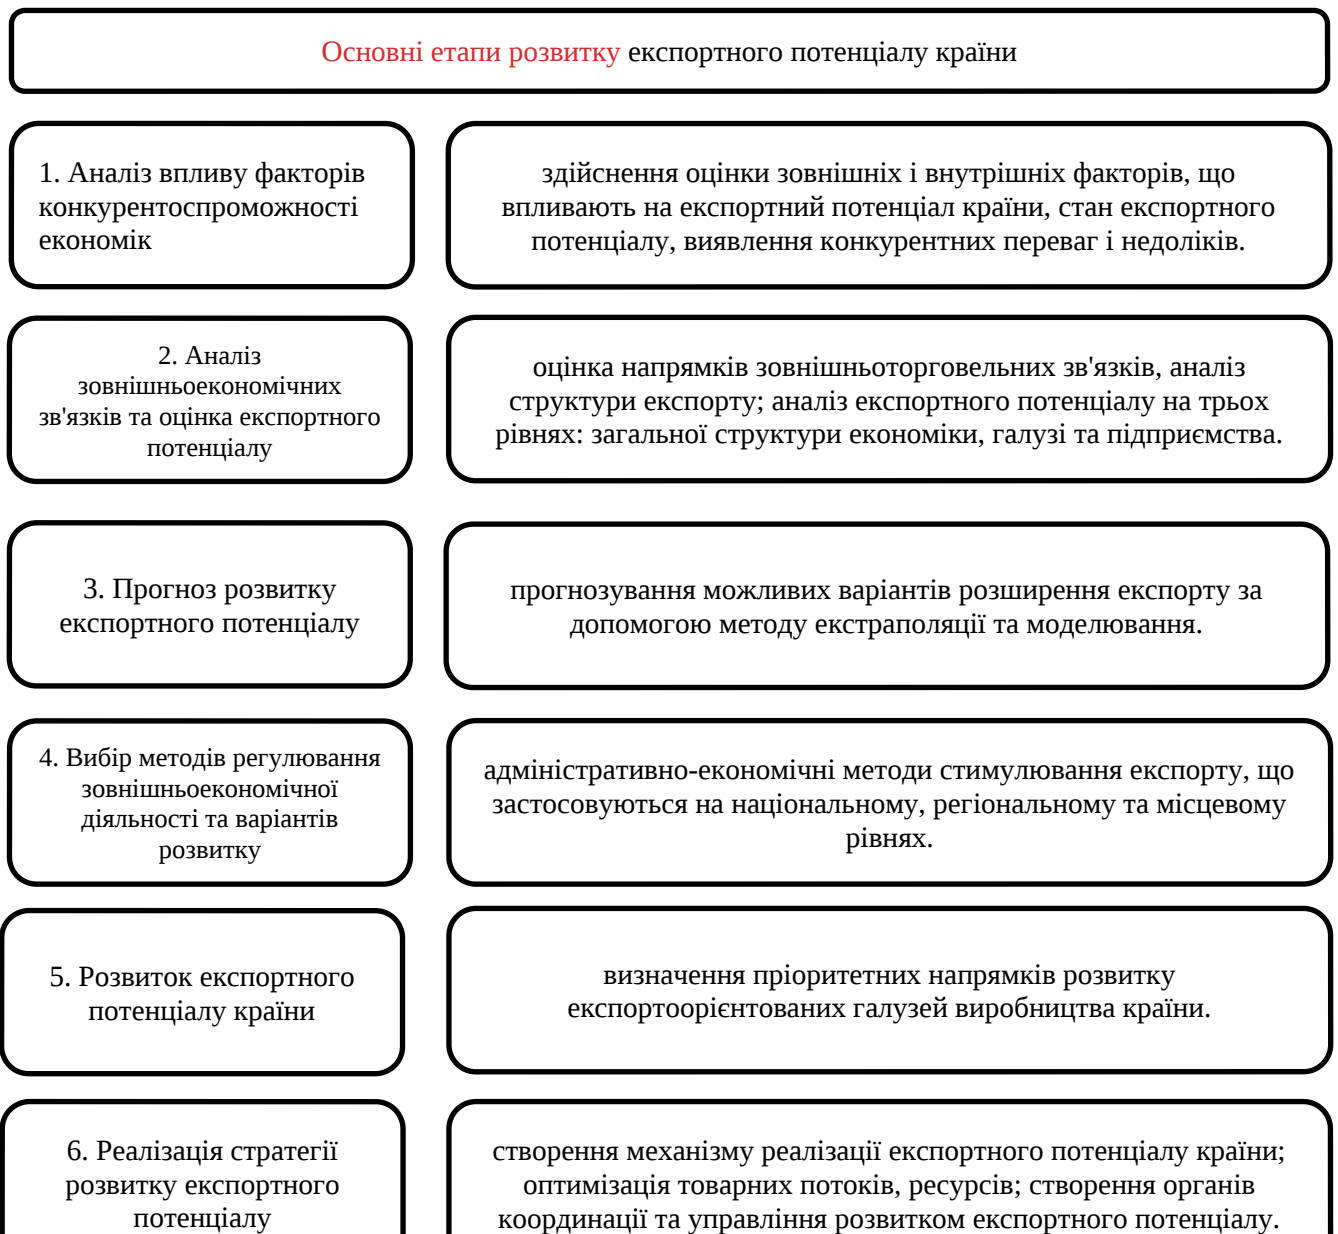 Основні етапи розвитку експортного потенціалу країни
1. Аналіз впливу факторів
конкурентоспроможності
економік
здійснення оцінки зовнішніх і внутрішніх факторів, що
впливають на експортний потенціал країни, стан експортного
потенціалу, виявлення конкурентних переваг і недоліків.
2. Аналіз
зовнішньоекономічних
зв'язків та оцінка експортного
потенціалу
оцінка напрямків зовнішньоторговельних зв'язків, аналіз
структури експорту; аналіз експортного потенціалу на трьох
рівнях: загальної структури економіки, галузі та підприємства.
3. Прогноз розвитку
експортного потенціалу
прогнозування можливих варіантів розширення експорту за
допомогою методу екстраполяції та моделювання.
4. Вибір методів регулювання
зовнішньоекономічної
діяльності та варіантів
розвитку
адміністративно-економічні методи стимулювання експорту, що
застосовуються на національному, регіональному та місцевому
рівнях.
5. Розвиток експортного
потенціалу країни
визначення пріоритетних напрямків розвитку
експортоорієнтованих галузей виробництва країни.
6. Реалізація стратегії
розвитку експортного
потенціалу
створення механізму реалізації експортного потенціалу країни;
оптимізація товарних потоків, ресурсів; створення органів
координації та управління розвитком експортного потенціалу.